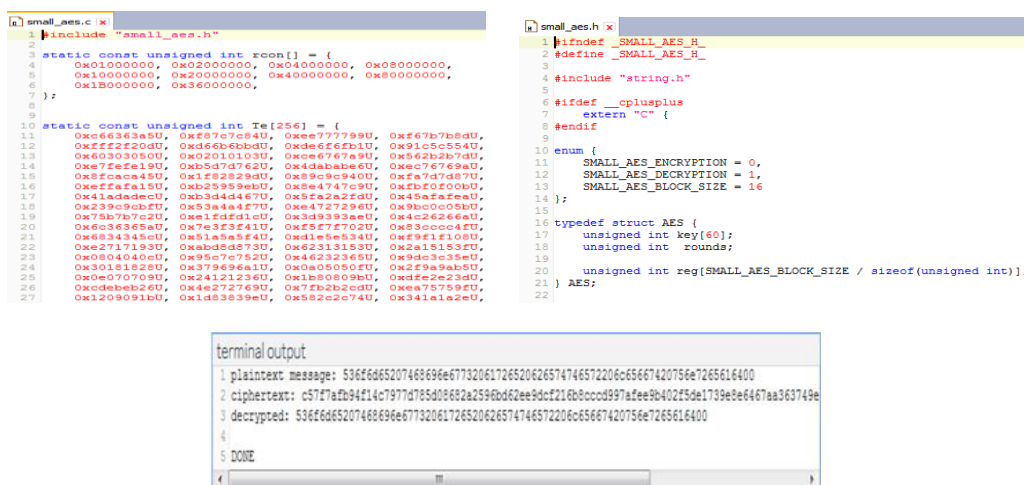 small_aes.c
1 #include "small_aes.h"
2
3 static const unsigned int rcon[] = {
4 0x01000000, 0x02000000, 0x04000000, 0x08000000,
5 0x10000000, 0x20000000, 0x40000000, 0x80000000,
6 0x1B000000, 0x36000000,
7 };
8
9
10 static const unsigned int Te[256] = {
11 0xc66363a5U, 0xf87c7c84U, 0xee777799U, 0xf67b7b8dU,
12 0xfff2f20dU, 0xd66b6bbdU, 0xde6f6fb1U, 0x91c5c554U,
13 0x60303050U, 0x02010103U, 0xce6767a9U, 0x562b2b7dU,
14 0xe7fefe19U, 0xb5d7d762U, 0x4dababe6U, 0xec76769aU,
15 0x8fcaca45U, 0x1f82829dU, 0x89c9c940U, 0xfa7d7d87U,
16 0xeffafa15U, 0xb25959ebU, 0x8e4747c9U, 0xfbf0f00bU,
17 0x41adadecU, 0xb3d4d467U, 0x5fa2a2fdU, 0x45afafeaU,
18 0x239c9cbfU, 0x53a4a4f7U, 0xe4727296U, 0x9bc0c05bU,
19 0x75b7b7c2U, 0xe1fdfd1cU, 0x3d9393aeU, 0x4c26266aU,
20 0x6c36365aU, 0x7e3f3f41U, 0xf5f7f702U, 0x83cccc4fU,
21 0x6834345cU, 0x51a5a5f4U, 0xd1e5e534U, 0xf9f1f108U,
22 0xe2717193U, 0xabd8d873U, 0x62313153U, 0x2a15153fU,
23 0x0804040cU, 0x95c7c752U, 0x46232365U, 0x9dc3c35eU,
24 0x30181828U, 0x379696a1U, 0x0a05050fU, 0x2f9a9ab5U,
25 0x0e070709U, 0x24121236U, 0x1b80809bU, 0xdfe2e23dU,
26 0xcdebeb26U, 0x4e272769U, 0x7fb2b2cdU, 0xea75759fU,
27 0x1209091bU, 0x1d83839eU, 0x582c2c74U, 0x341a1a2eU,
small_aes.h
1 #ifndef _SMALL_AES_H_
2 #define _SMALL_AES_H_
3
4 #include "string.h"
5
6 #ifdef __cplusplus
7 extern "C" {
8 #endif
9
10 enum {
11 SMALL_AES_ENCRYPTION = 0,
12 SMALL_AES_DECRYPTION = 1,
13 SMALL_AES_BLOCK_SIZE = 16
14 };
15
16 typedef struct AES {
17 unsigned int key[60];
18 unsigned int rounds;
19
20 unsigned int reg[SMALL_AES_BLOCK_SIZE / sizeof(unsigned int)]
21 } AES;
22
terminal output
1 plaintext message: 536f6d65207468696e67732061726520626574746572206c65667420756e7265616400
2 ciphertext: c57f7afb94f14c7977d785d08682a2596bd62ee9dcf216b8cccd997afee9b402f5de1739e8e6467aa363749e
3 decrypted: 536f6d65207468696e67732061726520626574746572206c65667420756e7265616400
4
5 DONE